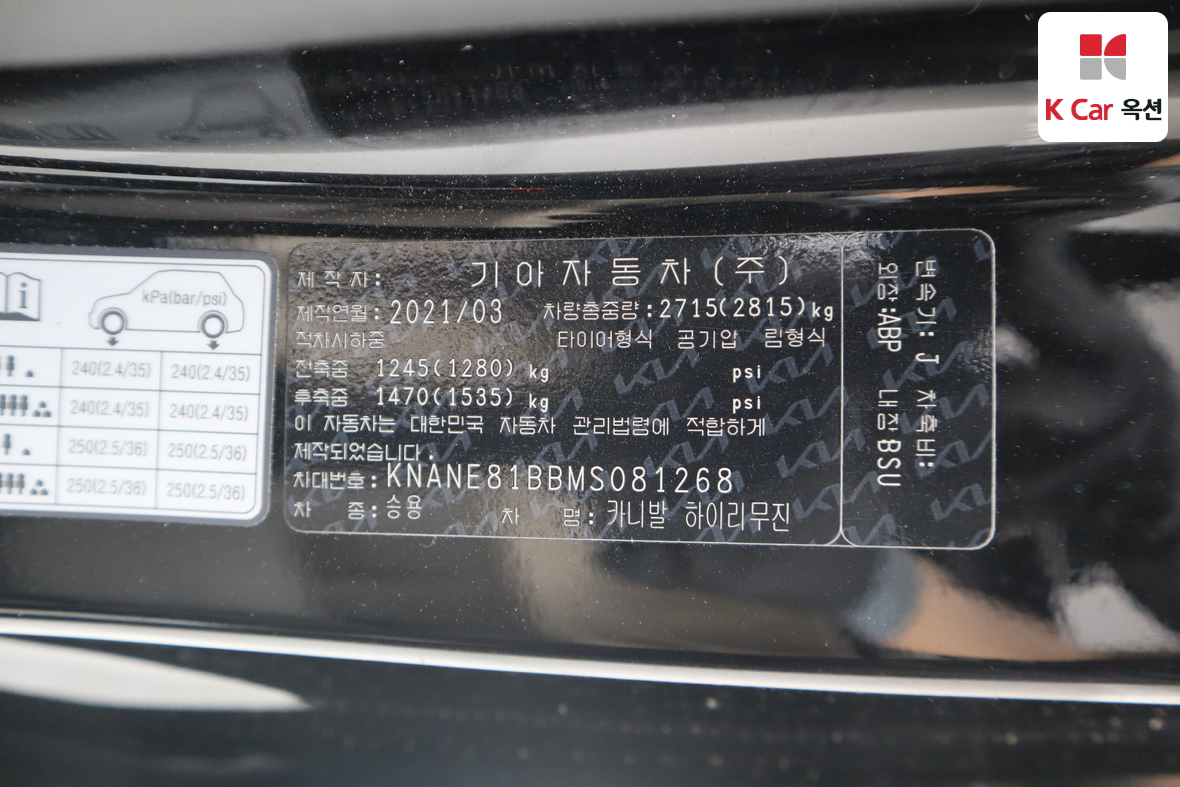 K Car 옥션
kPa(bar/psi)
240(2.4/35) 240(2.4/35)
240(2.4/35) 240(2.4/35)
250(2.5/36) 250(2.5/36)
250(2.5/36) 250(2.5/36)
제작자: 기아자동차(주)
제작연월: 2021/03 차량총중량:2715(2815)kg
적차시하중 타이어형식 공기압 림형식
전축중 1245(1280) kg psi
후축중 1470(1535) kg psi
이 자동차는 대한민국 자동차 관리법령에 적합하게
제작되었습니다.
차대번호:KNANE81BBMS081268
차 종:승용 차 명:카니발 하이리무진
변속기: J 차축비:
외장:ABP 내장:BSU
KIA